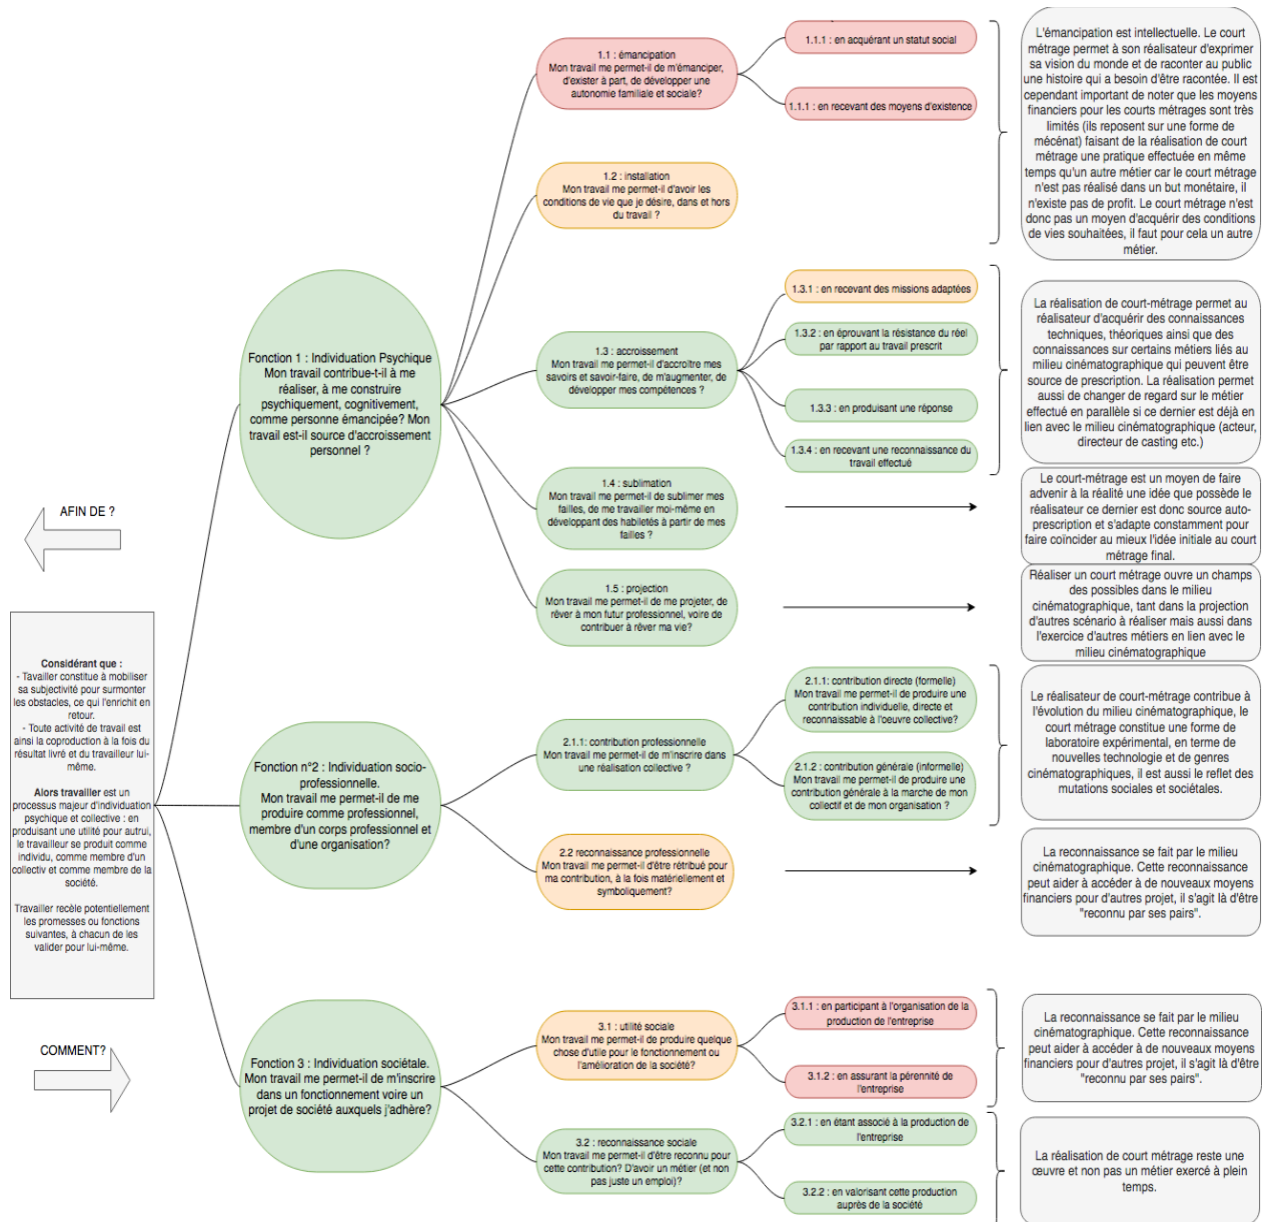 AFIN DE ?
Considérant que :
- Tavailler constitue à mobiliser
sa subjectivité pour surmonter
les obstacles, ce qui l'enrichit en
retour.
- Toute activité de travail est
ainsi la coproduction à la fois du
résultat livré et du travailleur lui-
même.
Alors travailler est un
processus majeur d'individuation
psychique et collective : en
produisant une utilité pour autrui,
le travailleur se produit comme
individu, comme membre d'un
collectiv et comme membre de la
société.
Travailler recèle potentiellement
les promesses ou fonctions
suivantes, à chacun de les
valider pour lui-même.
COMMENT?
Fonction 1 : Individuation Psychique
Mon travail contribue-t-il à me
réaliser, à me construire
psychiquement, cognitivement,
comme personne émancipée? Mon
travail est-il source d'accroissement
personnel ?
1.1 : émancipation
Mon travail me permet-il de m'émanciper,
d'exister à part, de développer une
autonomie familiale et sociale?
1.1.1 : en acquérant un statut social
1.1.1 : en recevant des moyens d'existence
1.2 : installation
Mon travail me permet-il d'avoir les
conditions de vie que je désire, dans et hors
du travail ?
L'émancipation est intellectuelle. Le court
métrage permet à son réalisateur d'exprimer
sa vision du monde et de raconter au public
une histoire qui a besoin d'être racontée. Il est
cependant important de noter que les moyens
financiers pour les courts métrages sont très
limités (ils reposent sur une forme de
mécénat) faisant de la réalisation de court
métrage une pratique effectuée en même
temps qu'un autre métier car le court métrage
n'est pas réalisé dans un but monétaire, il
n'existe pas de profit. Le court métrage n'est
donc pas un moyen d'acquérir des conditions
de vies souhaitées, il faut pour cela un autre
métier.
1.3 : accroissement
Mon travail me permet-il d'accroître mes
savoirs et savoir-faire, de m'augmenter, de
développer mes compétences ?
1.3.1 : en recevant des missions adaptées
1.3.2 : en éprouvant la résistance du réel
par rapport au travail prescrit
1.3.3 : en produisant une réponse
1.3.4 : en recevant une reconnaissance du
travail effectué
La réalisation de court-métrage permet au
réalisateur d'acquérir des connaissances
techniques, théoriques ainsi que des
connaissances sur certains métiers liés au
milieu cinématographique qui peuvent être
source de prescription. La réalisation permet
aussi de changer de regard sur le métier
effectué en parallèle si ce dernier est déjà en
lien avec le milieu cinématographique (acteur,
directeur de casting etc.)
1.4 : sublimation
Mon travail me permet-il de sublimer mes
failles, de me travailler moi-même en
développant des habiletés à partir de mes
failles ?
Le court-métrage est un moyen de faire
advenir à la réalité une idée que possède le
réalisateur ce dernier est donc source auto-
prescription et s'adapte constamment pour
faire coïncider au mieux l'idée initiale au court
métrage final.
1.5 : projection
Mon travail me permet-il de me projeter, de
rêver à mon futur professionnel, voire de
contribuer à rêver ma vie?
Réaliser un court métrage ouvre un champs
des possibles dans le milieu
cinématographique, tant dans la projection
d'autres scénario à réaliser mais aussi dans
l'exercice d'autres métiers en lien avec le
milieu cinématographique
Fonction n°2 : Individuation socio-
professionnelle.
Mon travail me permet-il de me
produire comme professionnel,
membre d'un corps professionnel et
d'une organisation?
2.1.1: contribution professionnelle
Mon travail me permet-il de m'inscrire dans
une réalisation collective ?
2.1.1: contribution directe (formelle)
Mon travail me permet-il de produire une
contribution individuelle, directe et
reconnaissable à l'oeuvre collective?
2.1.2 : contribution générale (informelle)
Mon travail me permet-il de produire une
contribution générale à la marche de mon
collectif et de mon organisation ?
Le réalisateur de court-métrage contribue à
l'évolution du milieu cinématographique, le
court métrage constitue une forme de
laboratoire expérimental, en terme de
nouvelles technologie et de genres
cinématographiques, il est aussi le reflet des
mutations sociales et sociétales.
2.2 reconnaissance professionnelle
Mon travail me permet-il d'être rétribué pour
ma contribution, à la fois matériellement et
symboliquement?
La reconnaissance se fait par le milieu
cinématographique. Cette reconnaissance
peut aider à accéder à de nouveaux moyens
financiers pour d'autres projet, il s'agit là d'être
"reconnu par ses pairs".
Fonction 3 : Individuation sociétale.
Mon travail me permet-il de m'inscrire
dans un fonctionnement voire un
projet de société auxquels j'adhère?
3.1 : utilité sociale
Mon travail me permet-il de produire quelque
chose d'utile pour le fonctionnement ou
l'amélioration de la société?
3.1.1 : en participant à l'organisation de la
production de l'entreprise
3.1.2 : en assurant la pérennité de
l'entreprise
La reconnaissance se fait par le milieu
cinématographique. Cette reconnaissance
peut aider à accéder à de nouveaux moyens
financiers pour d'autres projet, il s'agit là d'être
"reconnu par ses pairs".
3.2 : reconnaissance sociale
Mon travail me permet-il d'être reconnu pour
cette contribution? D'avoir un métier (et non
pas juste un emploi)?
3.2.1 : en étant associé à la production de
l'entreprise
3.2.2 : en valorisant cette production
auprès de la société
La réalisation de court métrage reste une
œuvre et non pas un métier exercé à plein
temps.